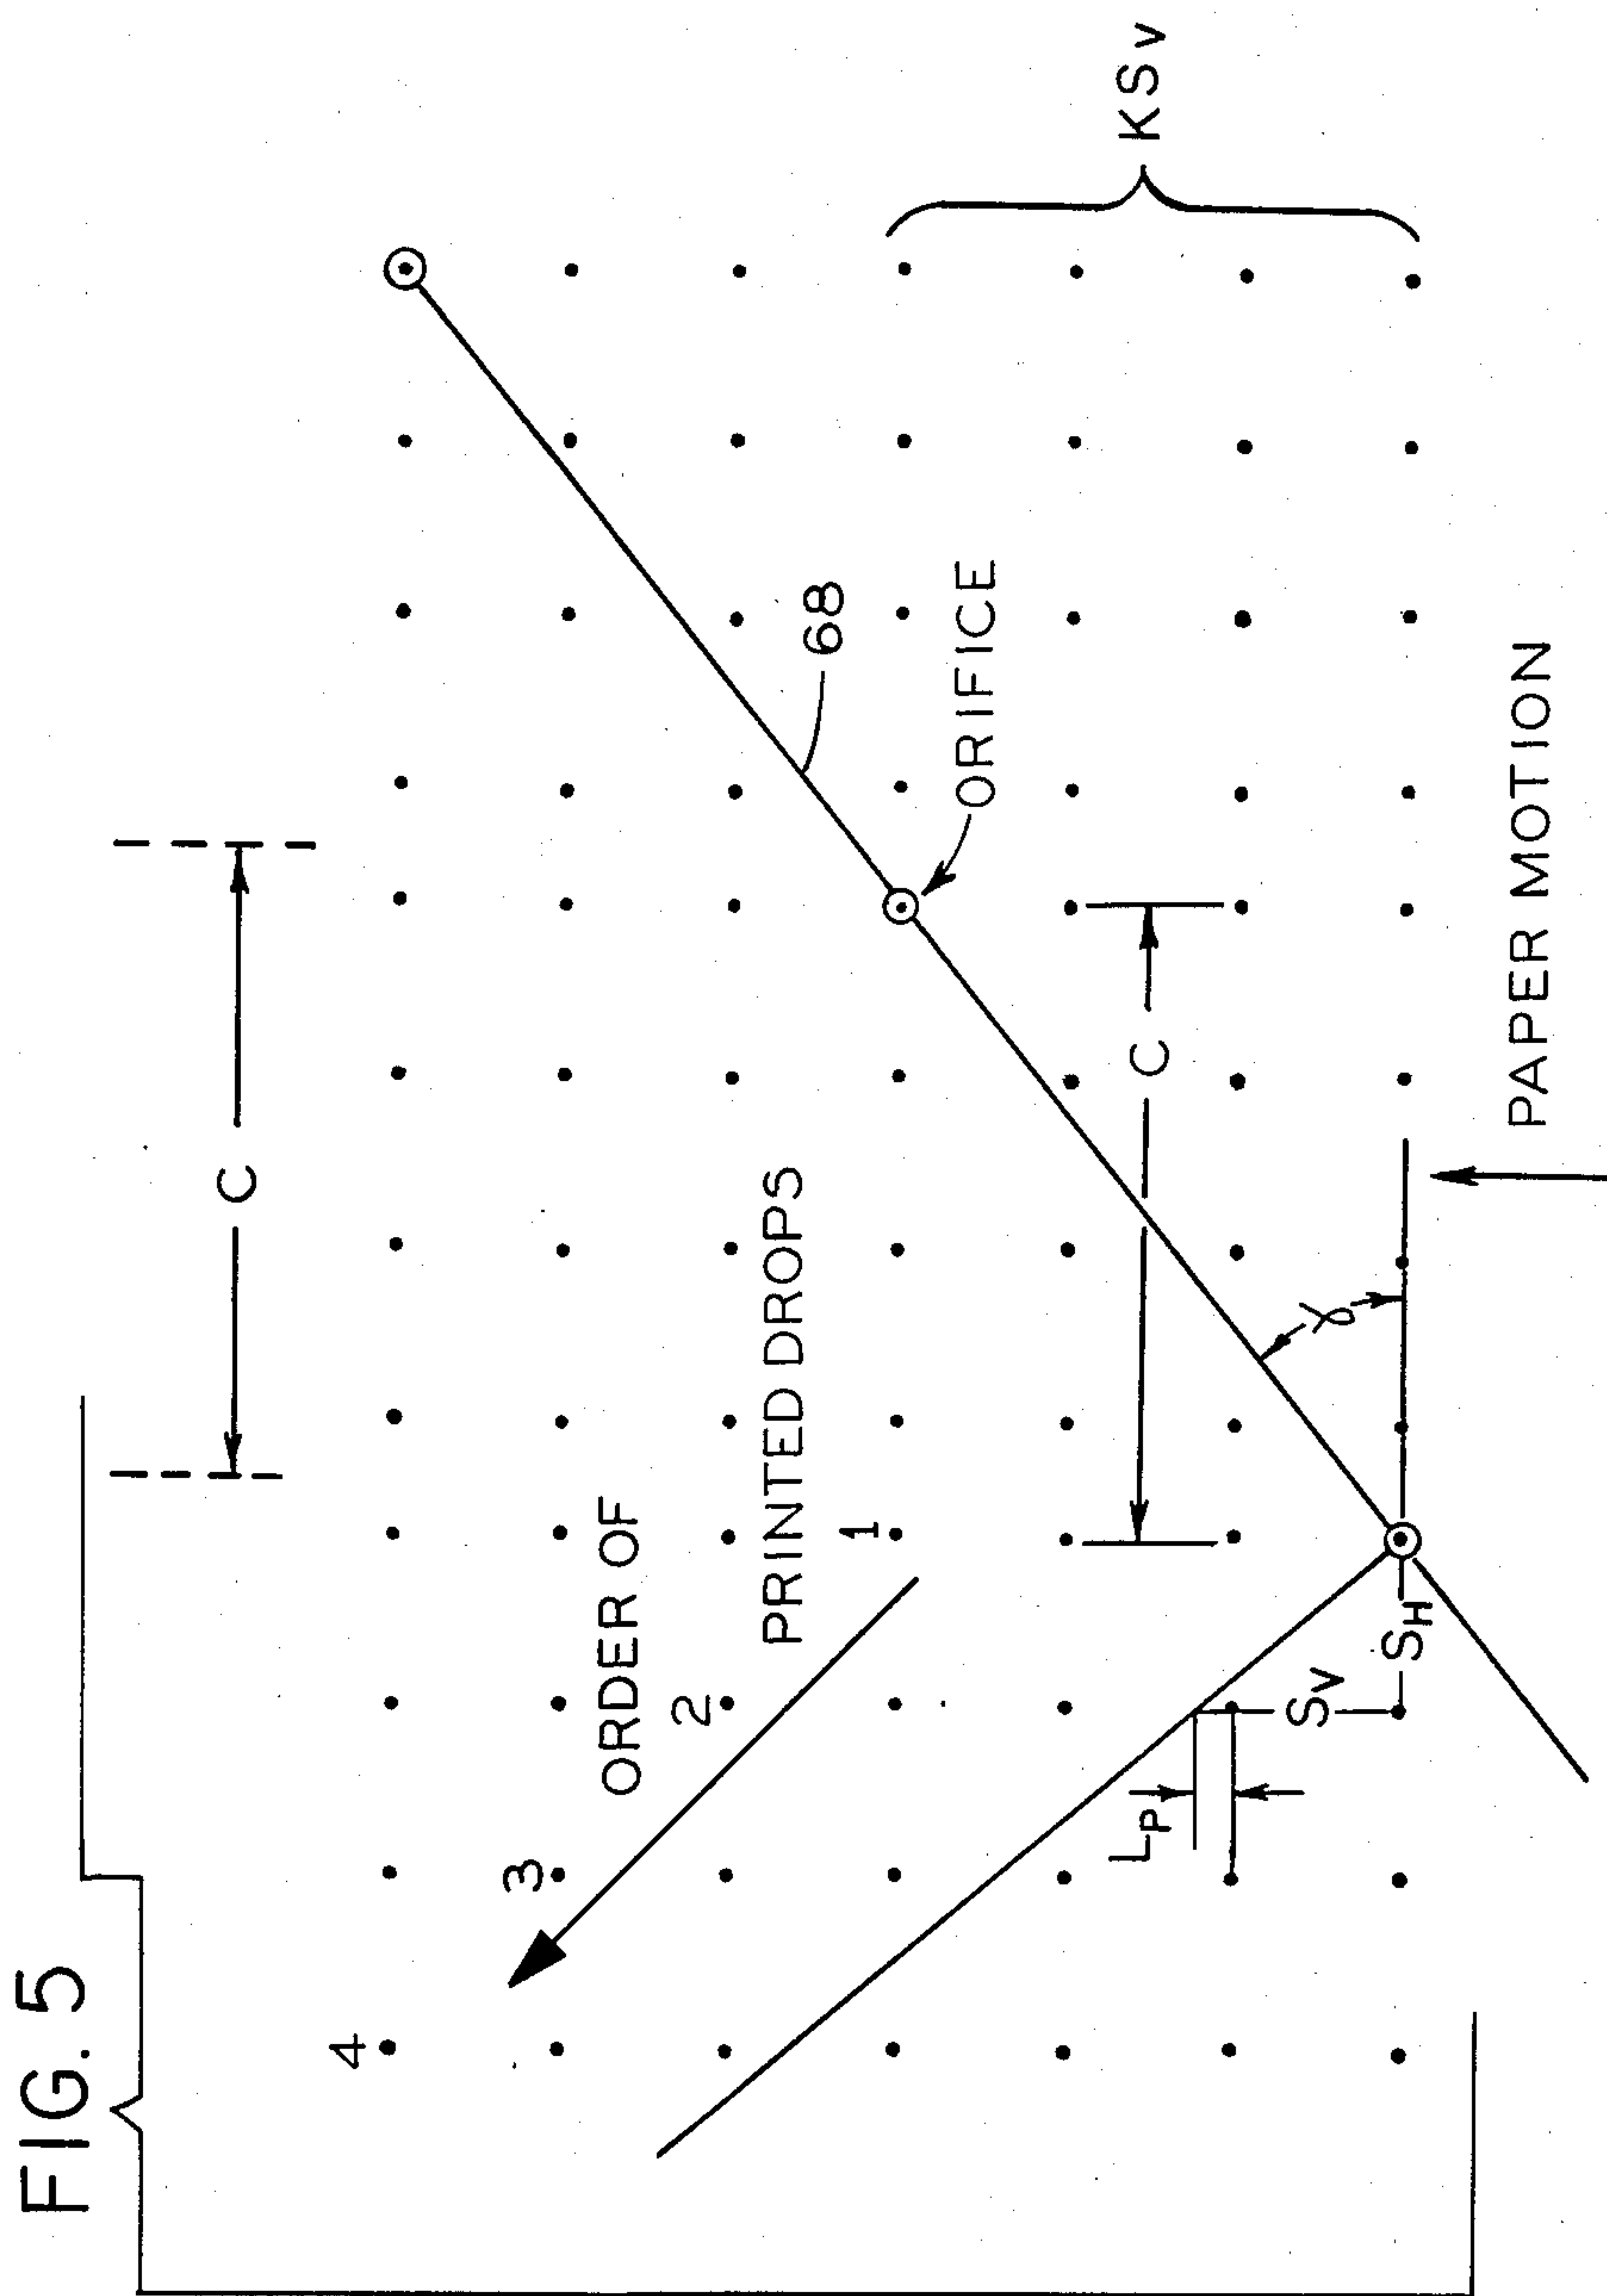 FIG. 5
C
4
3
2
1
ORDER OF
PRINTED DROPS
68
ORIFICE
KSv
C
LP
SV
SH
γ
PAPER MOTION